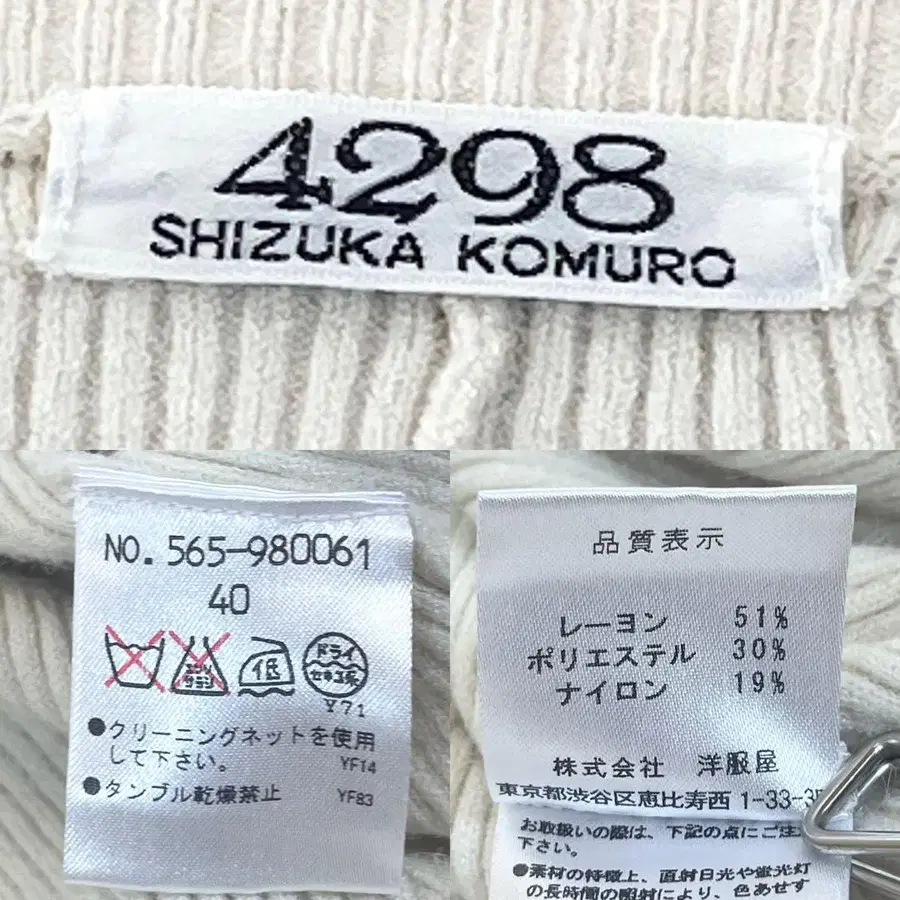 4298
SHIZUKA KOMURO
NO. 565-980061
40
エンソ
サラシ
低
ドライ
セキユ系
Y71
●クリーニングネットを使用
して下さい。 YF14
●タンブル乾燥禁止 YF83
品質表示
レーヨン 51%
ポリエステル 30%
ナイロン 19%
株式会社 洋服屋
東京都渋谷区恵比寿西1-33-
お取扱いの際は、下記の点にご注
下さい。
●素材の特徴上、直射日光や蛍光灯
の長時間の照射により、色あせす